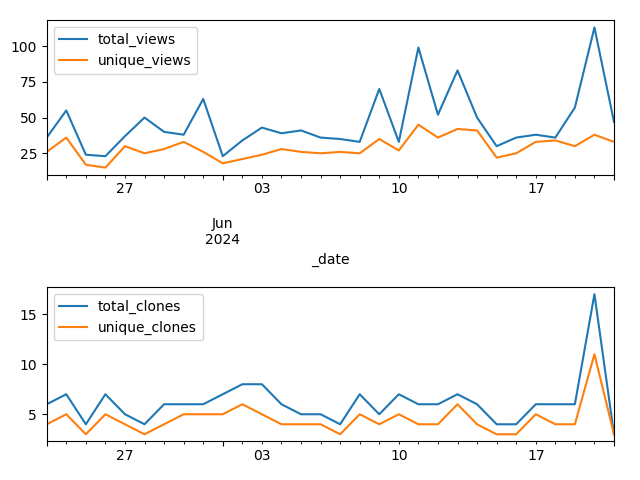 total_views
unique_views
100
75
50
25
27 03 10 17
Jun
2024
_date
total_clones
unique_clones
15
10
5
27 03 10 17